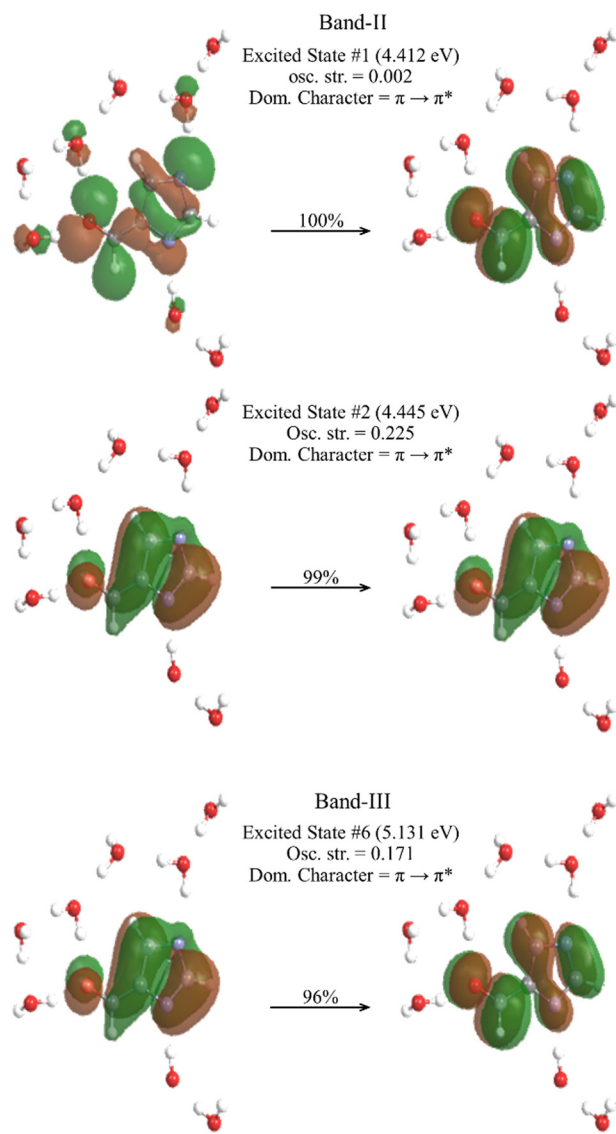 Band-II
Excited State #1 (4.412 eV)
osc. str. = 0.002
Dom. Character = π → π*
100%
Excited State #2 (4.445 eV)
Osc. str. = 0.225
Dom. Character = π → π*
99%
Band-III
Excited State #6 (5.131 eV)
Osc. str. = 0.171
Dom. Character = π → π*
96%